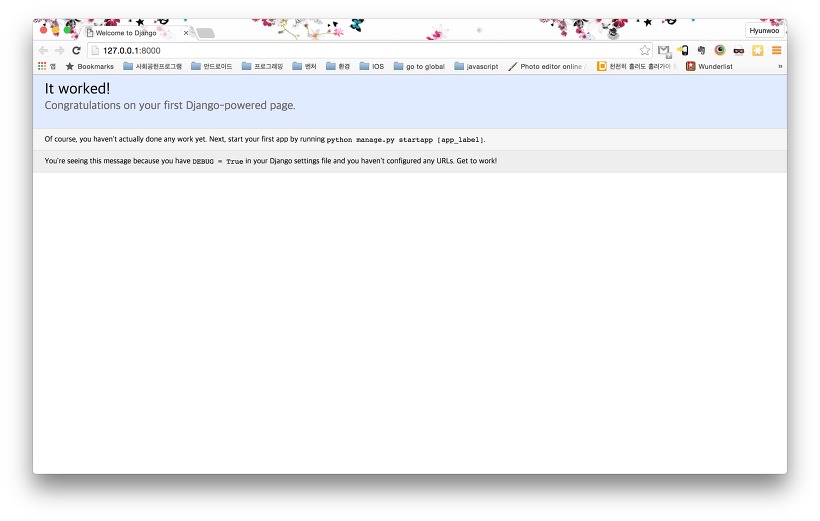 Welcome to Django
Hyunwoo
127.0.0.1:8000
앱 Bookmarks 사회공헌프로그램 안드로이드 프로그래밍 벤처 환경 IOS go to global javascript Photo editor online / 천천히 흘러도 흘러가이 Wunderlist »
It worked!
Congratulations on your first Django-powered page.
Of course, you haven't actually done any work yet. Next, start your first app by running python manage.py startapp [app_label].
You're seeing this message because you have DEBUG = True in your Django settings file and you haven't configured any URLs. Get to work!